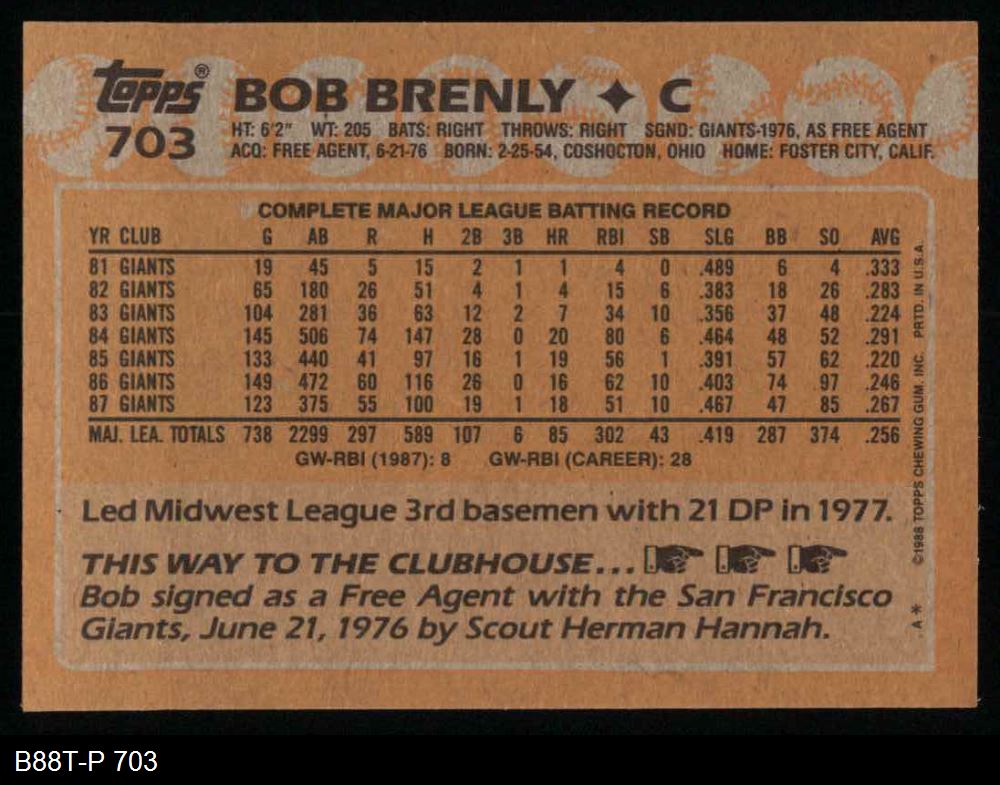 topps® BOB BRENLY ✦ C
703
HT: 6'2" WT: 205 BATS: RIGHT THROWS: RIGHT SGND: GIANTS-1976, AS FREE AGENT
ACQ: FREE AGENT, 6-21-76 BORN: 2-25-54, COSHOCTON, OHIO HOME: FOSTER CITY, CALIF.
COMPLETE MAJOR LEAGUE BATTING RECORD
YR CLUB G AB R H 2B 3B HR RBI SB SLG BB SO AVG
81 GIANTS 19 45 5 15 2 1 1 4 0 .489 6 4 .333
82 GIANTS 65 180 26 51 4 1 4 15 6 .383 18 26 .283
83 GIANTS 104 281 36 63 12 2 7 34 10 .356 37 48 .224
84 GIANTS 145 506 74 147 28 0 20 80 6 .464 48 52 .291
85 GIANTS 133 440 41 97 16 1 19 56 1 .391 57 62 .220
86 GIANTS 149 472 60 116 26 0 16 62 10 .403 74 97 .246
87 GIANTS 123 375 55 100 19 1 18 51 10 .467 47 85 .267
MAJ. LEA. TOTALS 738 2299 297 589 107 6 85 302 43 .419 287 374 .256
GW-RBI (1987): 8 GW-RBI (CAREER): 28
Led Midwest League 3rd basemen with 21 DP in 1977.
THIS WAY TO THE CLUBHOUSE...
Bob signed as a Free Agent with the San Francisco
Giants, June 21, 1976 by Scout Herman Hannah.
A* ©1988 TOPPS CHEWING GUM, INC. PRTD. IN U.S.A.
B88T-P 703